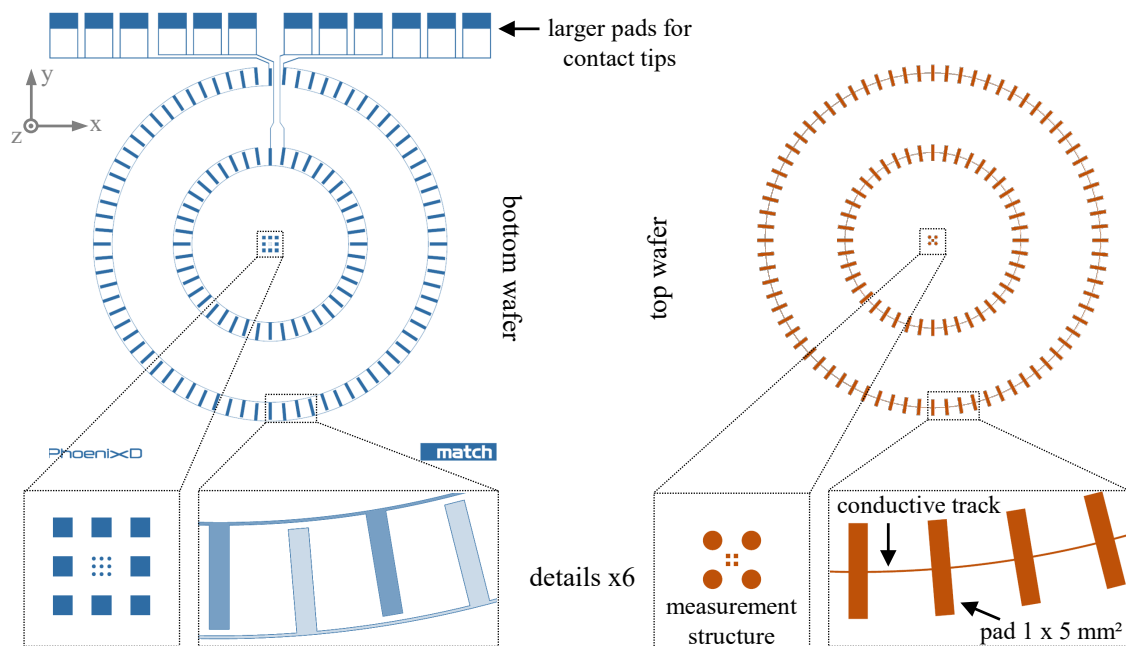 larger pads for
contact tips
y
x
z
bottom wafer
top wafer
PhoenixD
match
conductive track
details x6
measurement
structure
pad 1 x 5 mm²